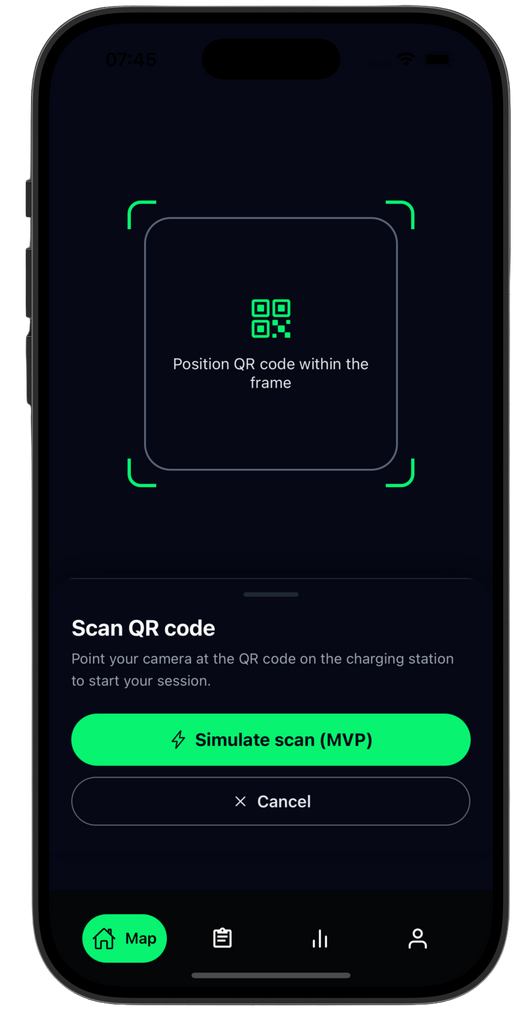 07:45
Position QR code within the
frame
Scan QR code
Point your camera at the QR code on the charging station
to start your session.
Simulate scan (MVP)
Cancel
Map